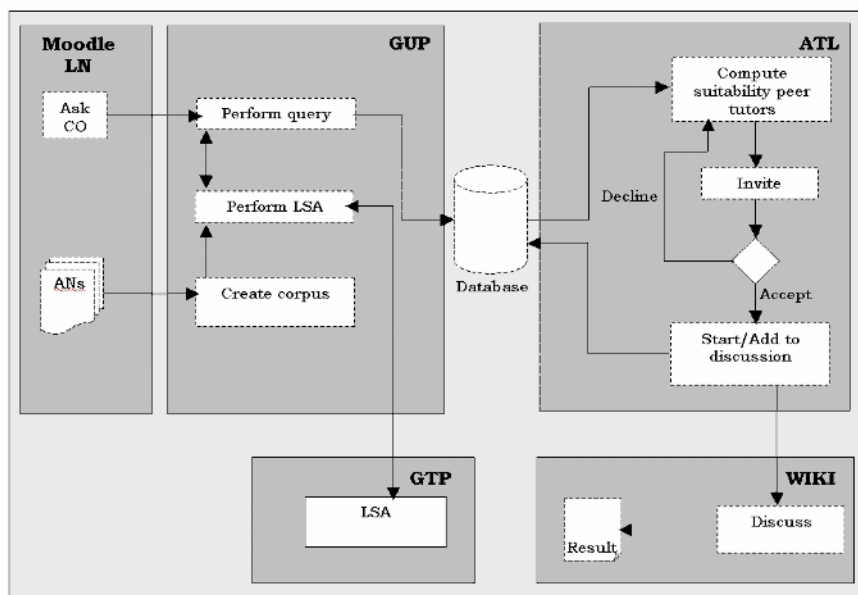 Moodle
LN
Ask
CO
ANs
GUP
Perform query
Perform LSA
Create corpus
Database
ATL
Compute
suitability peer
tutors
Invite
Decline
Accept
Start/Add to
discussion
GTP
LSA
WIKI
Result
Discuss